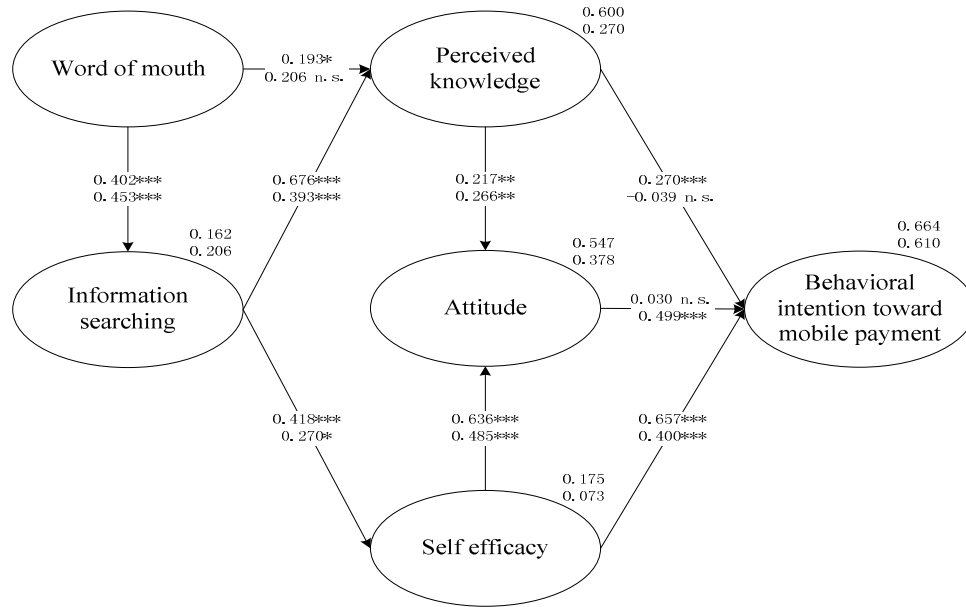 0.600
0.270
Word of mouth
0.193*
0.206 n.s.
Perceived
knowledge
0.402***
0.453***
0.676***
0.393***
0.217**
0.266**
0.270***
-0.039 n.s.
0.162
0.206
0.547
0.378
0.664
0.610
Information
searching
Attitude
0.030 n.s.
0.499***
Behavioral
intention toward
mobile payment
0.418***
0.270*
0.636***
0.485***
0.657***
0.400***
0.175
0.073
Self efficacy